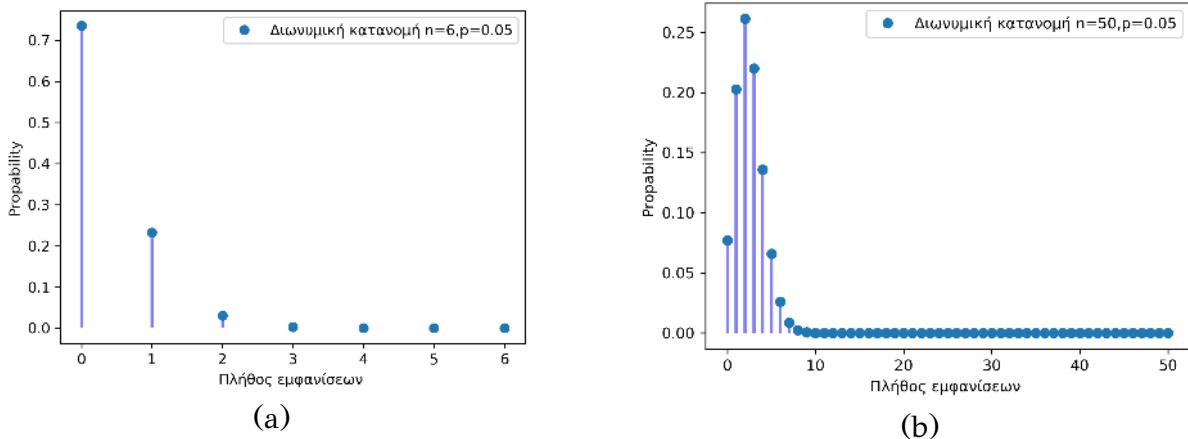 Διωνυμική κατανομή n=6,p=0.05
0.7
0.6
0.5
0.4
0.3
0.2
0.1
0.0
Propability
0 1 2 3 4 5 6
Πλήθος εμφανίσεων
(a)
Διωνυμική κατανομή n=50,p=0.05
0.25
0.20
0.15
0.10
0.05
0.00
Propability
0 10 20 30 40 50
Πλήθος εμφανίσεων
(b)